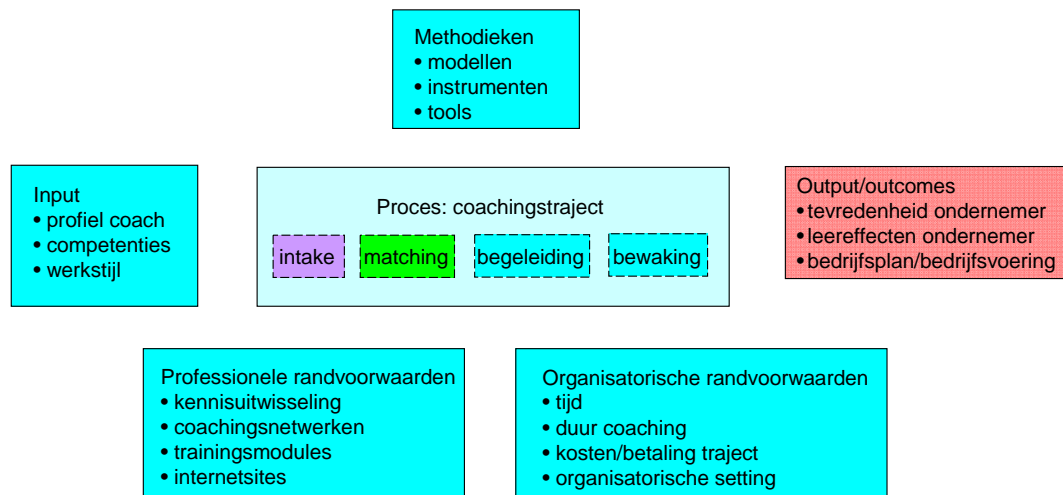 Methodieken
• modellen
• instrumenten
• tools
Input
• profiel coach
• competenties
• werkstijl
Proces: coachingstraject
intake
matching
begeleiding
bewaking
Output/outcomes
• tevredenheid ondernemer
• leereffecten ondernemer
• bedrijfsplan/bedrijfsvoering
Professionele randvoorwaarden
• kennisuitwisseling
• coachingsnetwerken
• trainingsmodules
• internetsites
Organisatorische randvoorwaarden
• tijd
• duur coaching
• kosten/betaling traject
• organisatorische setting